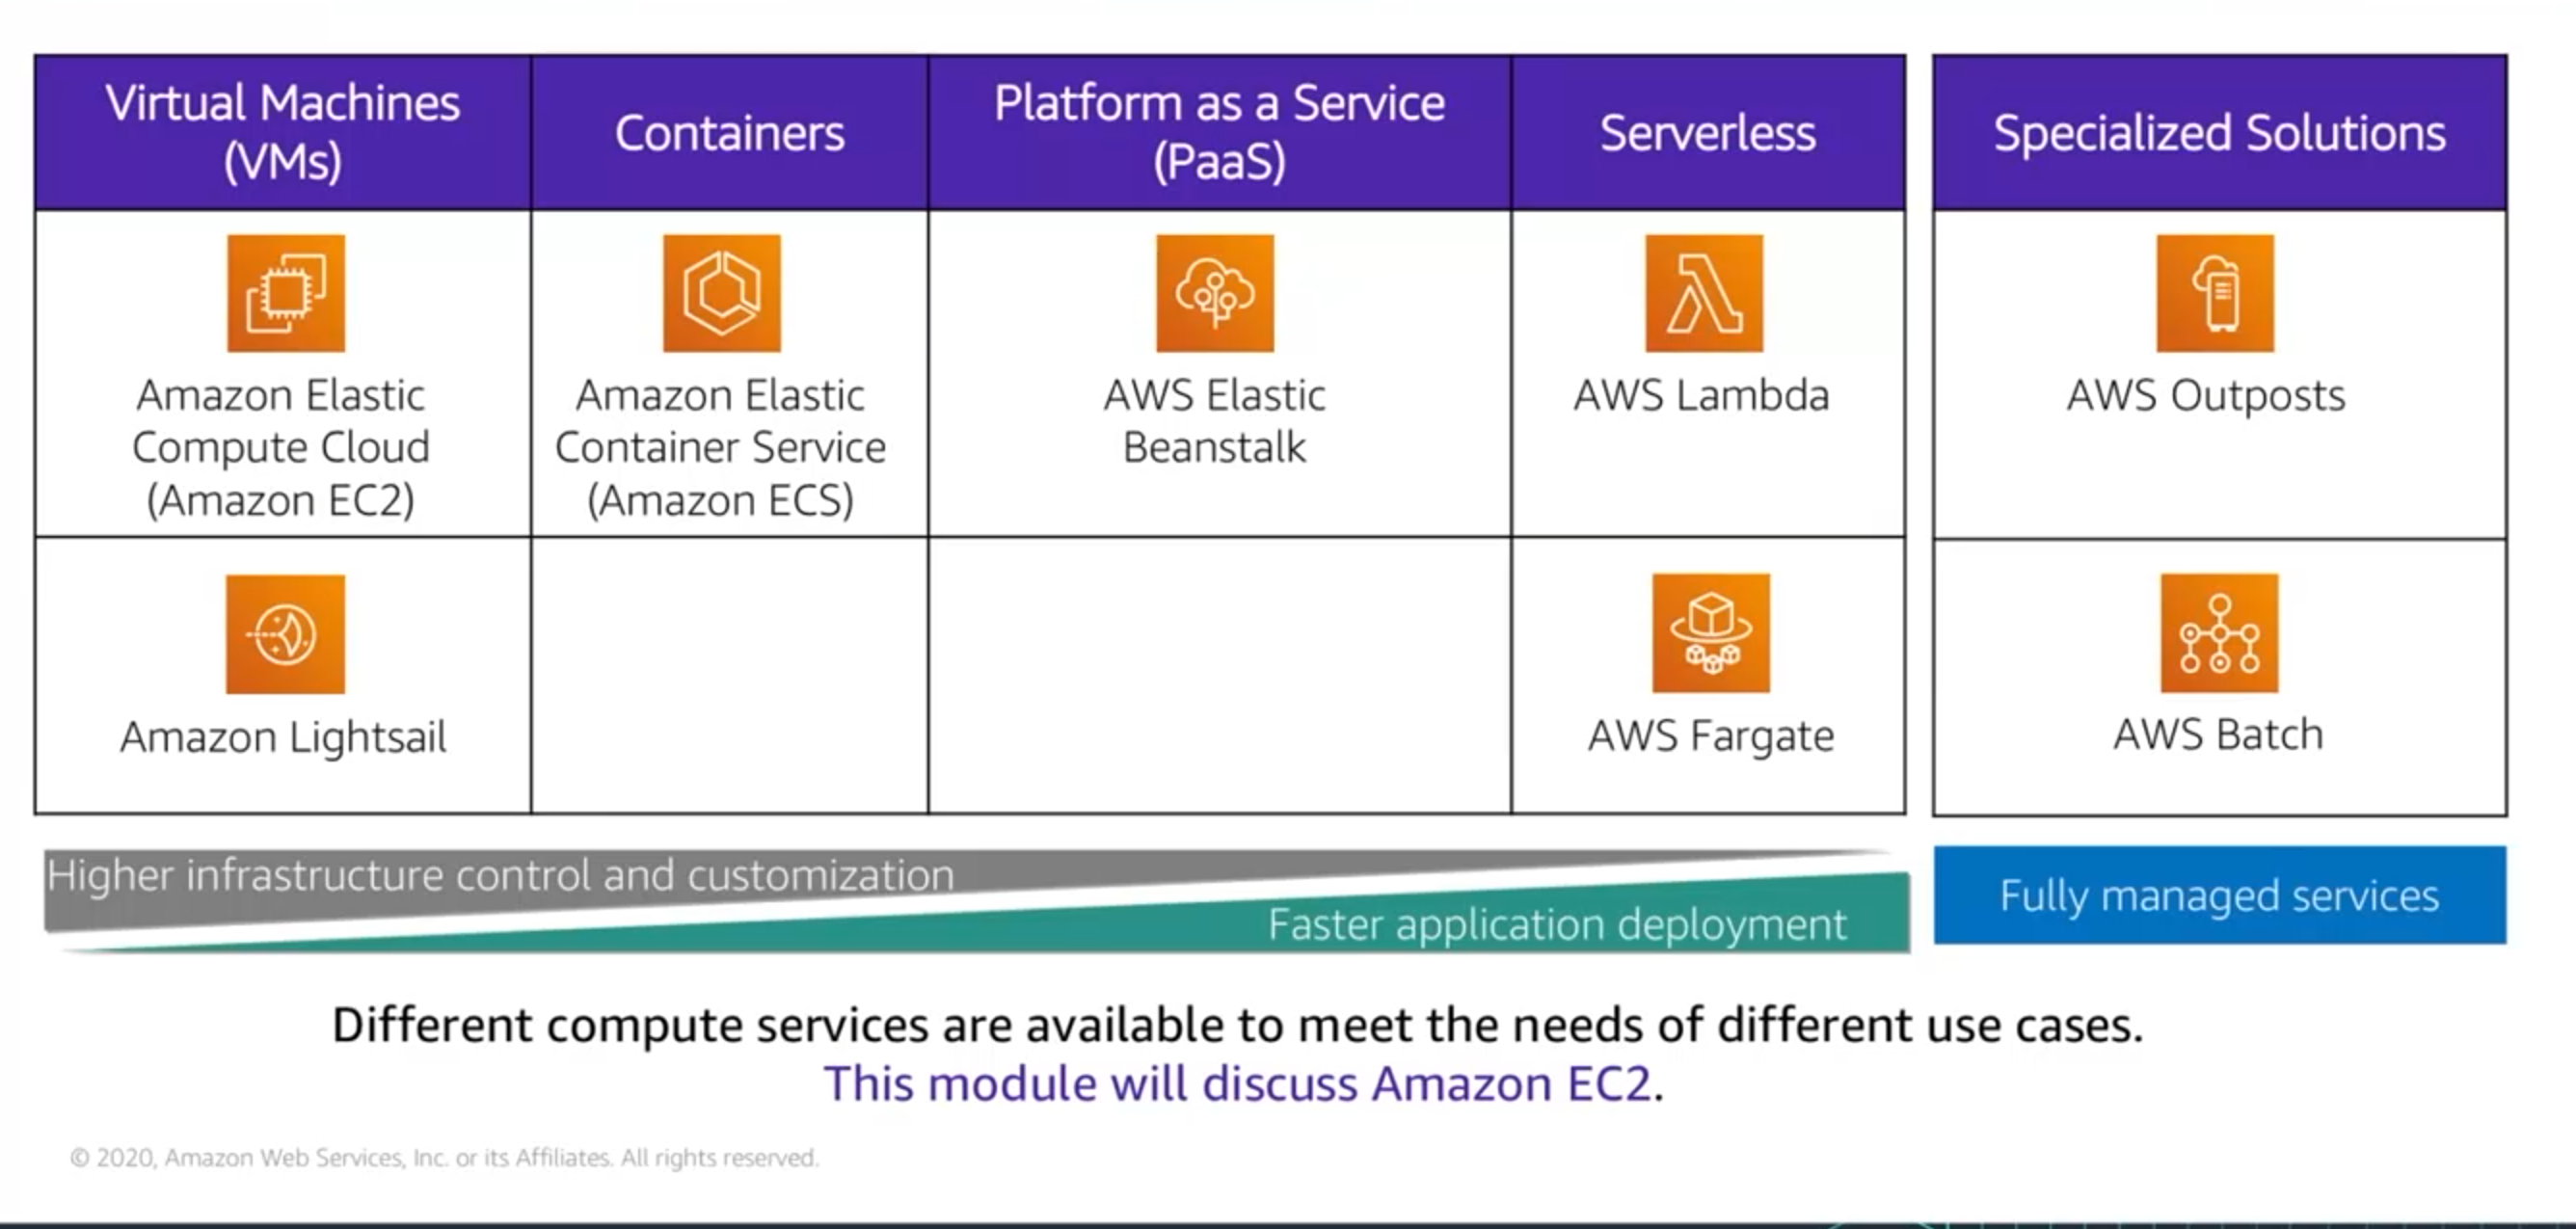 Virtual Machines
(VMs)
Containers
Platform as a Service
(PaaS)
Serverless
Specialized Solutions
Amazon Elastic
Compute Cloud
(Amazon EC2)
Amazon Elastic
Container Service
(Amazon ECS)
AWS Elastic
Beanstalk
AWS Lambda
AWS Outposts
Amazon Lightsail
AWS Fargate
AWS Batch
Higher infrastructure control and customization
Faster application deployment
Fully managed services
Different compute services are available to meet the needs of different use cases.
This module will discuss Amazon EC2.
© 2020, Amazon Web Services, Inc. or its Affiliates. All rights reserved.